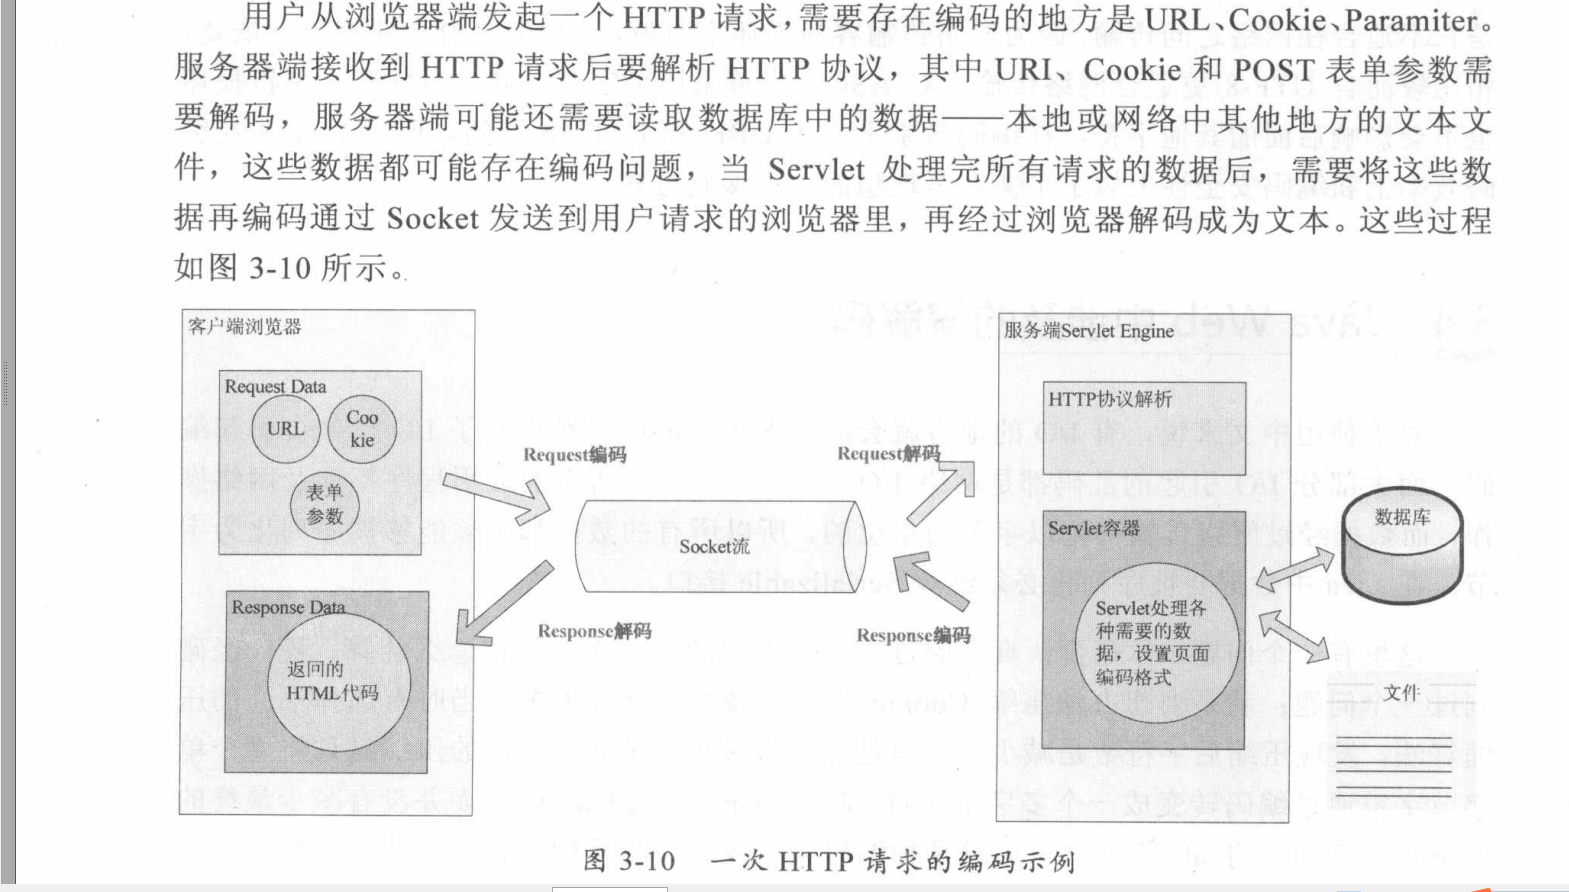 用户从浏览器端发起一个 HTTP 请求，需要存在编码的地方是 URL、Cookie、Paramiter。
服务器端接收到 HTTP 请求后要解析 HTTP 协议，其中 URI、Cookie 和 POST 表单参数需
要解码，服务器端可能还需要读取数据库中的数据——本地或网络中其他地方的文本文
件，这些数据都可能存在编码问题，当 Servlet 处理完所有请求的数据后，需要将这些数
据再编码通过 Socket 发送到用户请求的浏览器里，再经过浏览器解码成为文本。这些过程
如图 3-10 所示。
客户端浏览器
Request Data
URL
Coo
kie
表单
参数
Response Data
返回的
HTML代码
Request编码
Response解码
Socket流
Request解码
Response编码
服务端Servlet Engine
HTTP协议解析
Servlet容器
Servlet处理各
种需要的数
据，设置页面
编码格式
数据库
文件
图 3-10 一次 HTTP 请求的编码示例